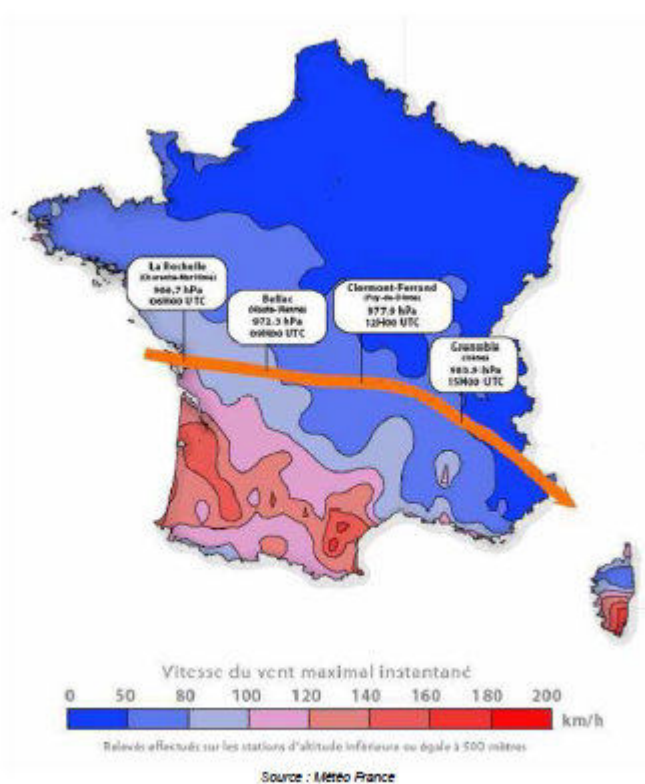 La Rochelle
(Charente-Maritime)
966.7 hPa
06H00 UTC
Bellac
(Haute-Vienne)
972.3 hPa
09H00 UTC
Clermont-Ferrand
(Puy-de-Dôme)
977.9 hPa
12H00 UTC
Grenoble
(Isère)
983.9 hPa
15H00 UTC
Vitesse du vent maximal instantané
0 50 80 100 120 140 160 180 200
km/h
Relevés effectués sur les stations d'altitude inférieure ou égale à 500 mètres
Source : Météo France